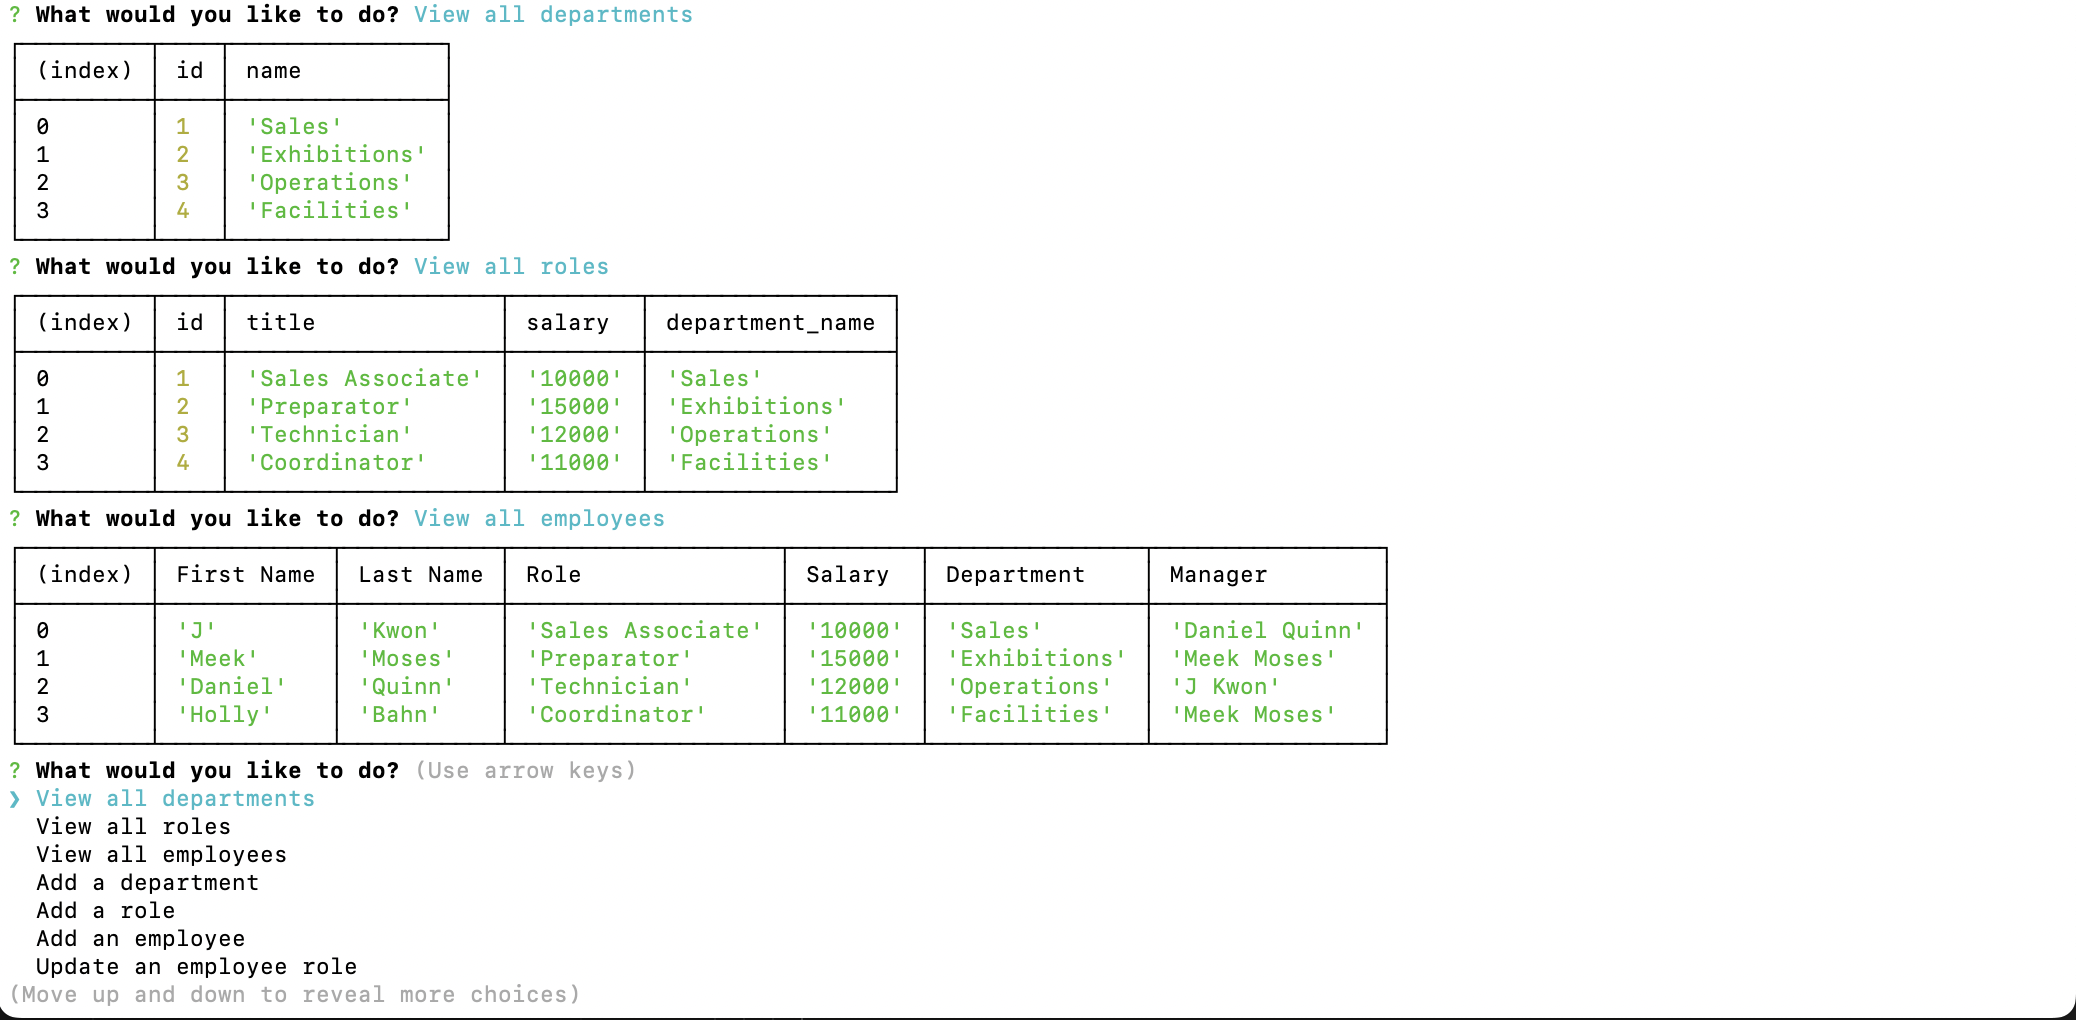 ? What would you like to do? View all departments
(index) id name
0 1 'Sales'
1 2 'Exhibitions'
2 3 'Operations'
3 4 'Facilities'
? What would you like to do? View all roles
(index) id title salary department_name
0 1 'Sales Associate' '10000' 'Sales'
1 2 'Preparator' '15000' 'Exhibitions'
2 3 'Technician' '12000' 'Operations'
3 4 'Coordinator' '11000' 'Facilities'
? What would you like to do? View all employees
(index) First Name Last Name Role Salary Department Manager
0 'J' 'Kwon' 'Sales Associate' '10000' 'Sales' 'Daniel Quinn'
1 'Meek' 'Moses' 'Preparator' '15000' 'Exhibitions' 'Meek Moses'
2 'Daniel' 'Quinn' 'Technician' '12000' 'Operations' 'J Kwon'
3 'Holly' 'Bahn' 'Coordinator' '11000' 'Facilities' 'Meek Moses'
? What would you like to do? (Use arrow keys)
❯ View all departments
View all roles
View all employees
Add a department
Add a role
Add an employee
Update an employee role
(Move up and down to reveal more choices)